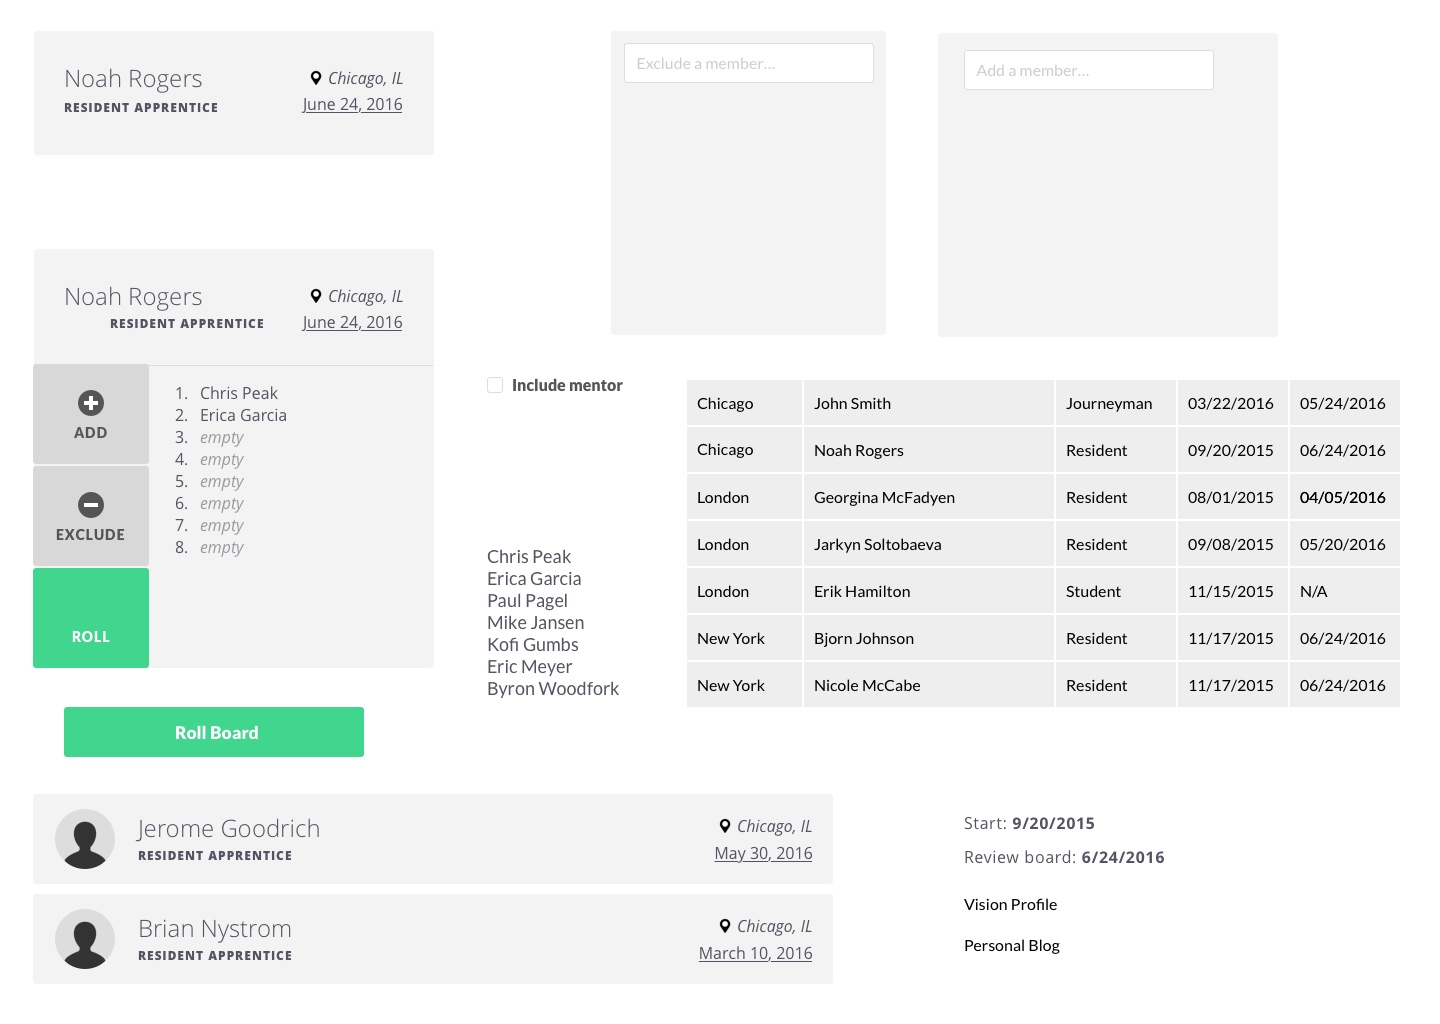 Noah Rogers
RESIDENT APPRENTICE
Chicago, IL
June 24, 2016
Exclude a member...
Add a member...
Noah Rogers
RESIDENT APPRENTICE
Chicago, IL
June 24, 2016
ADD
EXCLUDE
ROLL
1. Chris Peak
2. Erica Garcia
3. empty
4. empty
5. empty
6. empty
7. empty
8. empty
Roll Board
Include mentor
Chris Peak
Erica Garcia
Paul Pagel
Mike Jansen
Kofi Gumbs
Eric Meyer
Byron Woodfork
Chicago John Smith Journeyman 03/22/2016 05/24/2016
Chicago Noah Rogers Resident 09/20/2015 06/24/2016
London Georgina McFadyen Resident 08/01/2015 04/05/2016
London Jarkyn Soltobaeva Resident 09/08/2015 05/20/2016
London Erik Hamilton Student 11/15/2015 N/A
New York Bjorn Johnson Resident 11/17/2015 06/24/2016
New York Nicole McCabe Resident 11/17/2015 06/24/2016
Jerome Goodrich
RESIDENT APPRENTICE
Chicago, IL
May 30, 2016
Brian Nystrom
RESIDENT APPRENTICE
Chicago, IL
March 10, 2016
Start: 9/20/2015
Review board: 6/24/2016
Vision Profile
Personal Blog